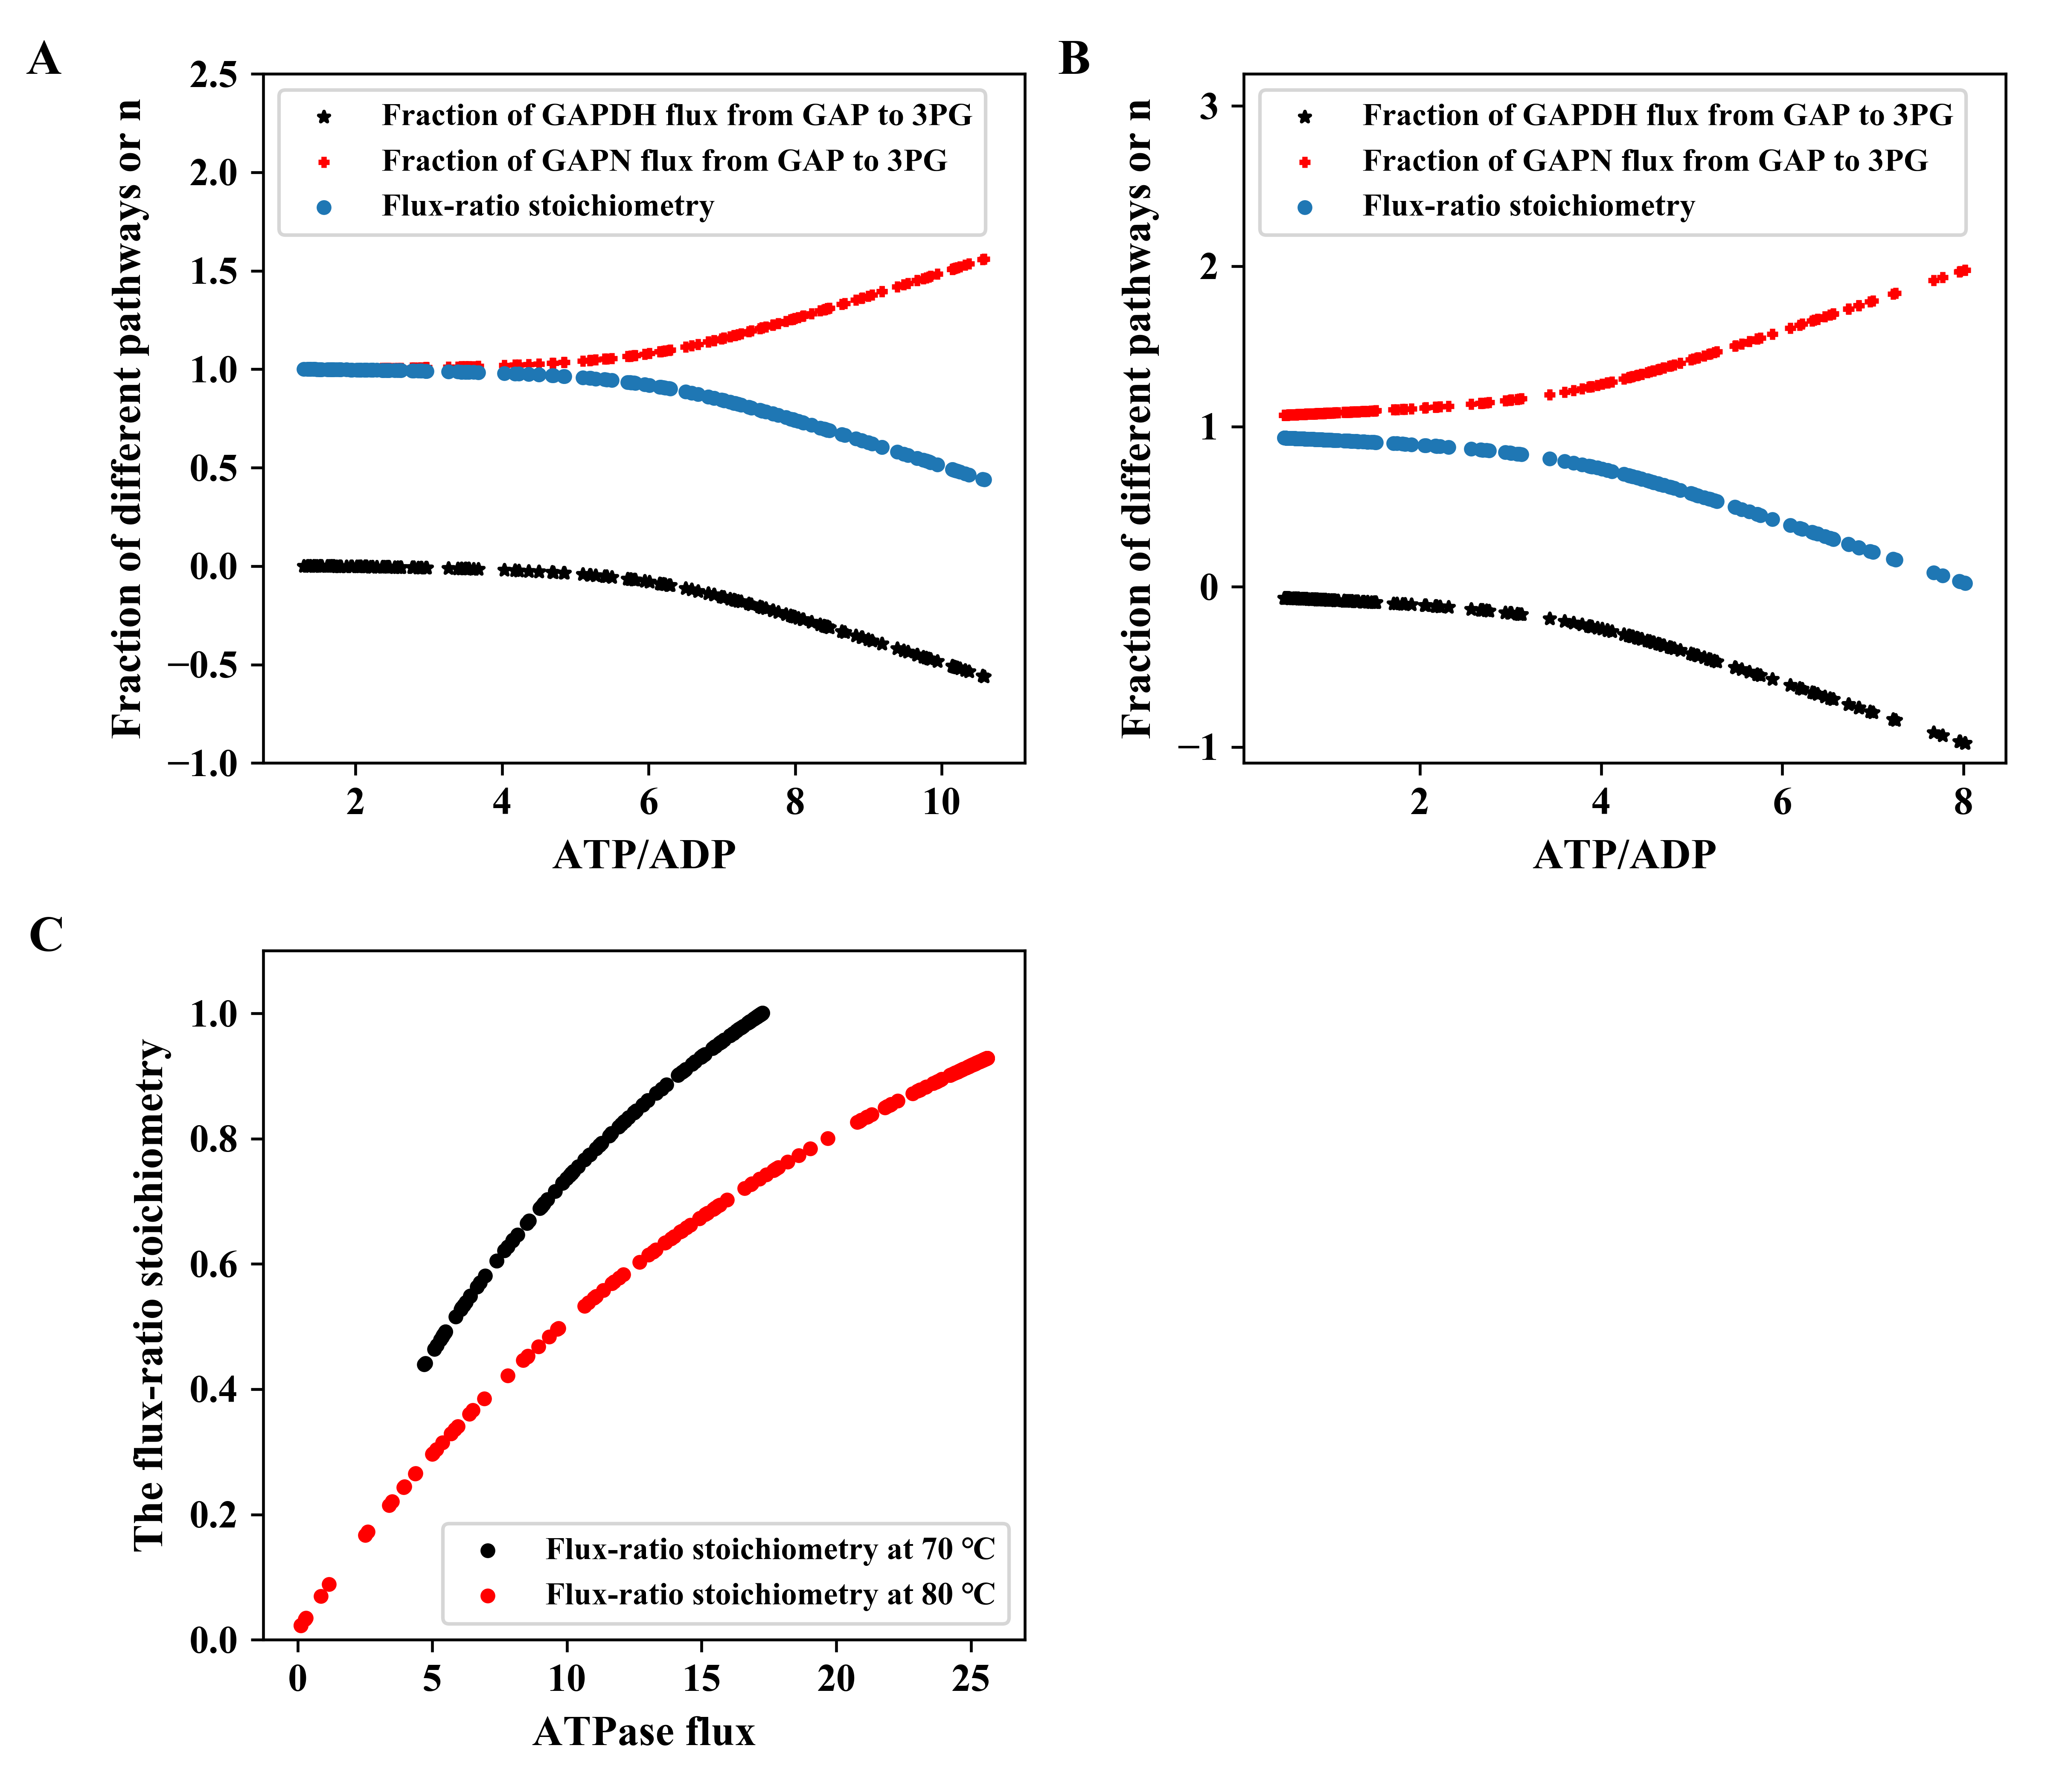 A
Fraction of different pathways or n
2.5
2.0
1.5
1.0
0.5
0.0
−0.5
−1.0
Fraction of GAPDH flux from GAP to 3PG
Fraction of GAPN flux from GAP to 3PG
Flux-ratio stoichiometry
2 4 6 8 10
ATP/ADP
B
Fraction of different pathways or n
3
2
1
0
−1
Fraction of GAPDH flux from GAP to 3PG
Fraction of GAPN flux from GAP to 3PG
Flux-ratio stoichiometry
2 4 6 8
ATP/ADP
C
The flux-ratio stoichiometry
1.0
0.8
0.6
0.4
0.2
0.0
Flux-ratio stoichiometry at 70 °C
Flux-ratio stoichiometry at 80 °C
0 5 10 15 20 25
ATPase flux